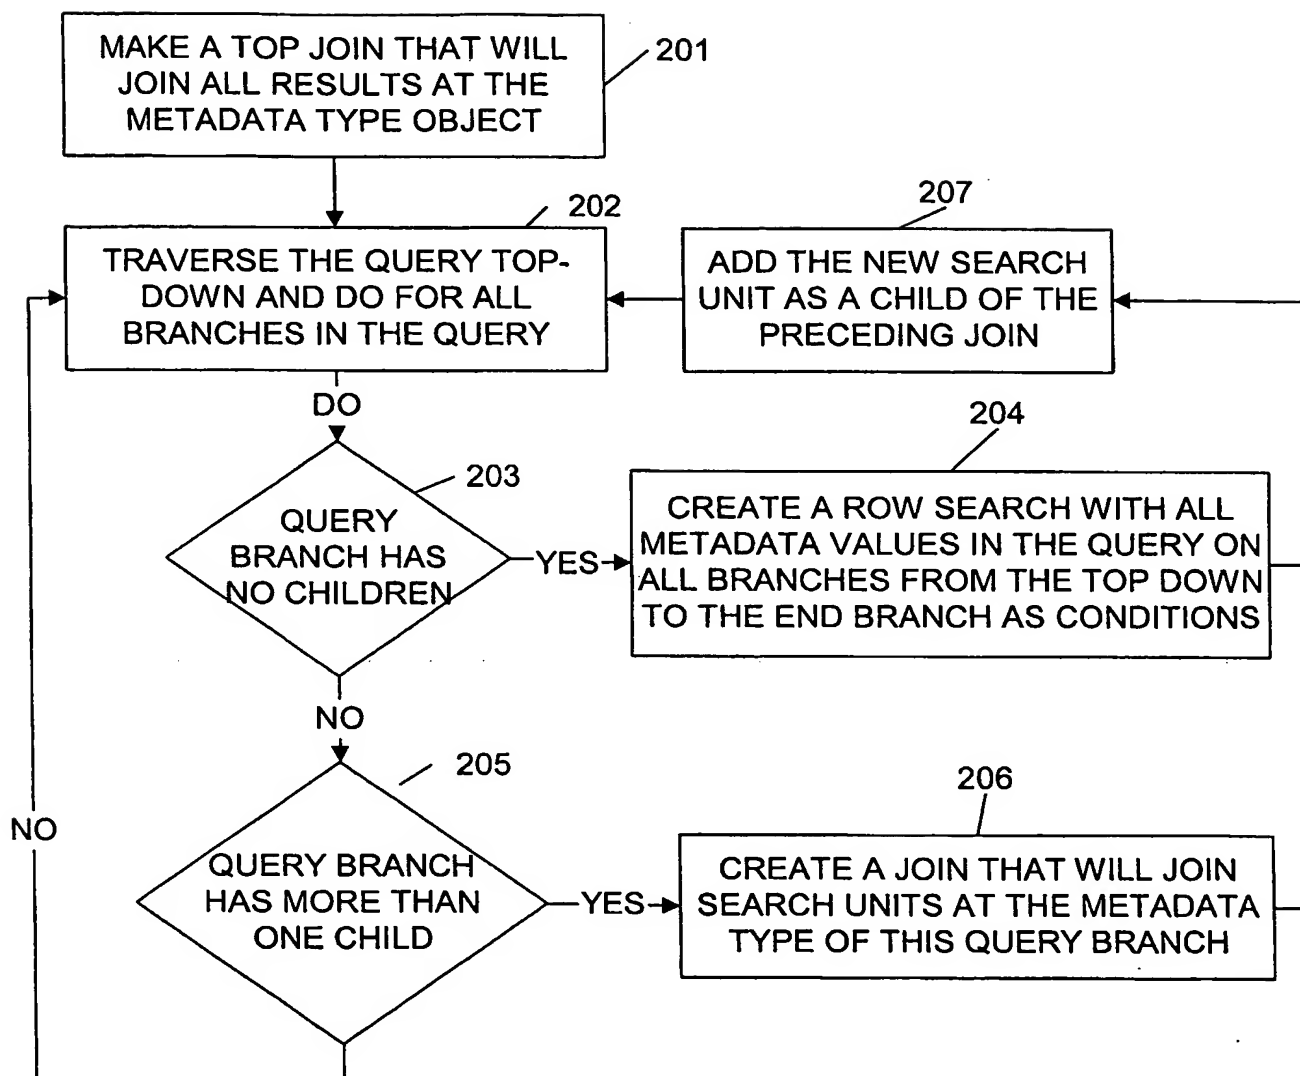 MAKE A TOP JOIN THAT WILL
JOIN ALL RESULTS AT THE
METADATA TYPE OBJECT
201
202
TRAVERSE THE QUERY TOP-
DOWN AND DO FOR ALL
BRANCHES IN THE QUERY
207
ADD THE NEW SEARCH
UNIT AS A CHILD OF THE
PRECEDING JOIN
DO
203
QUERY
BRANCH HAS
NO CHILDREN
YES
204
CREATE A ROW SEARCH WITH ALL
METADATA VALUES IN THE QUERY ON
ALL BRANCHES FROM THE TOP DOWN
TO THE END BRANCH AS CONDITIONS
NO
205
QUERY BRANCH
HAS MORE THAN
ONE CHILD
YES
206
CREATE A JOIN THAT WILL JOIN
SEARCH UNITS AT THE METADATA
TYPE OF THIS QUERY BRANCH
NO